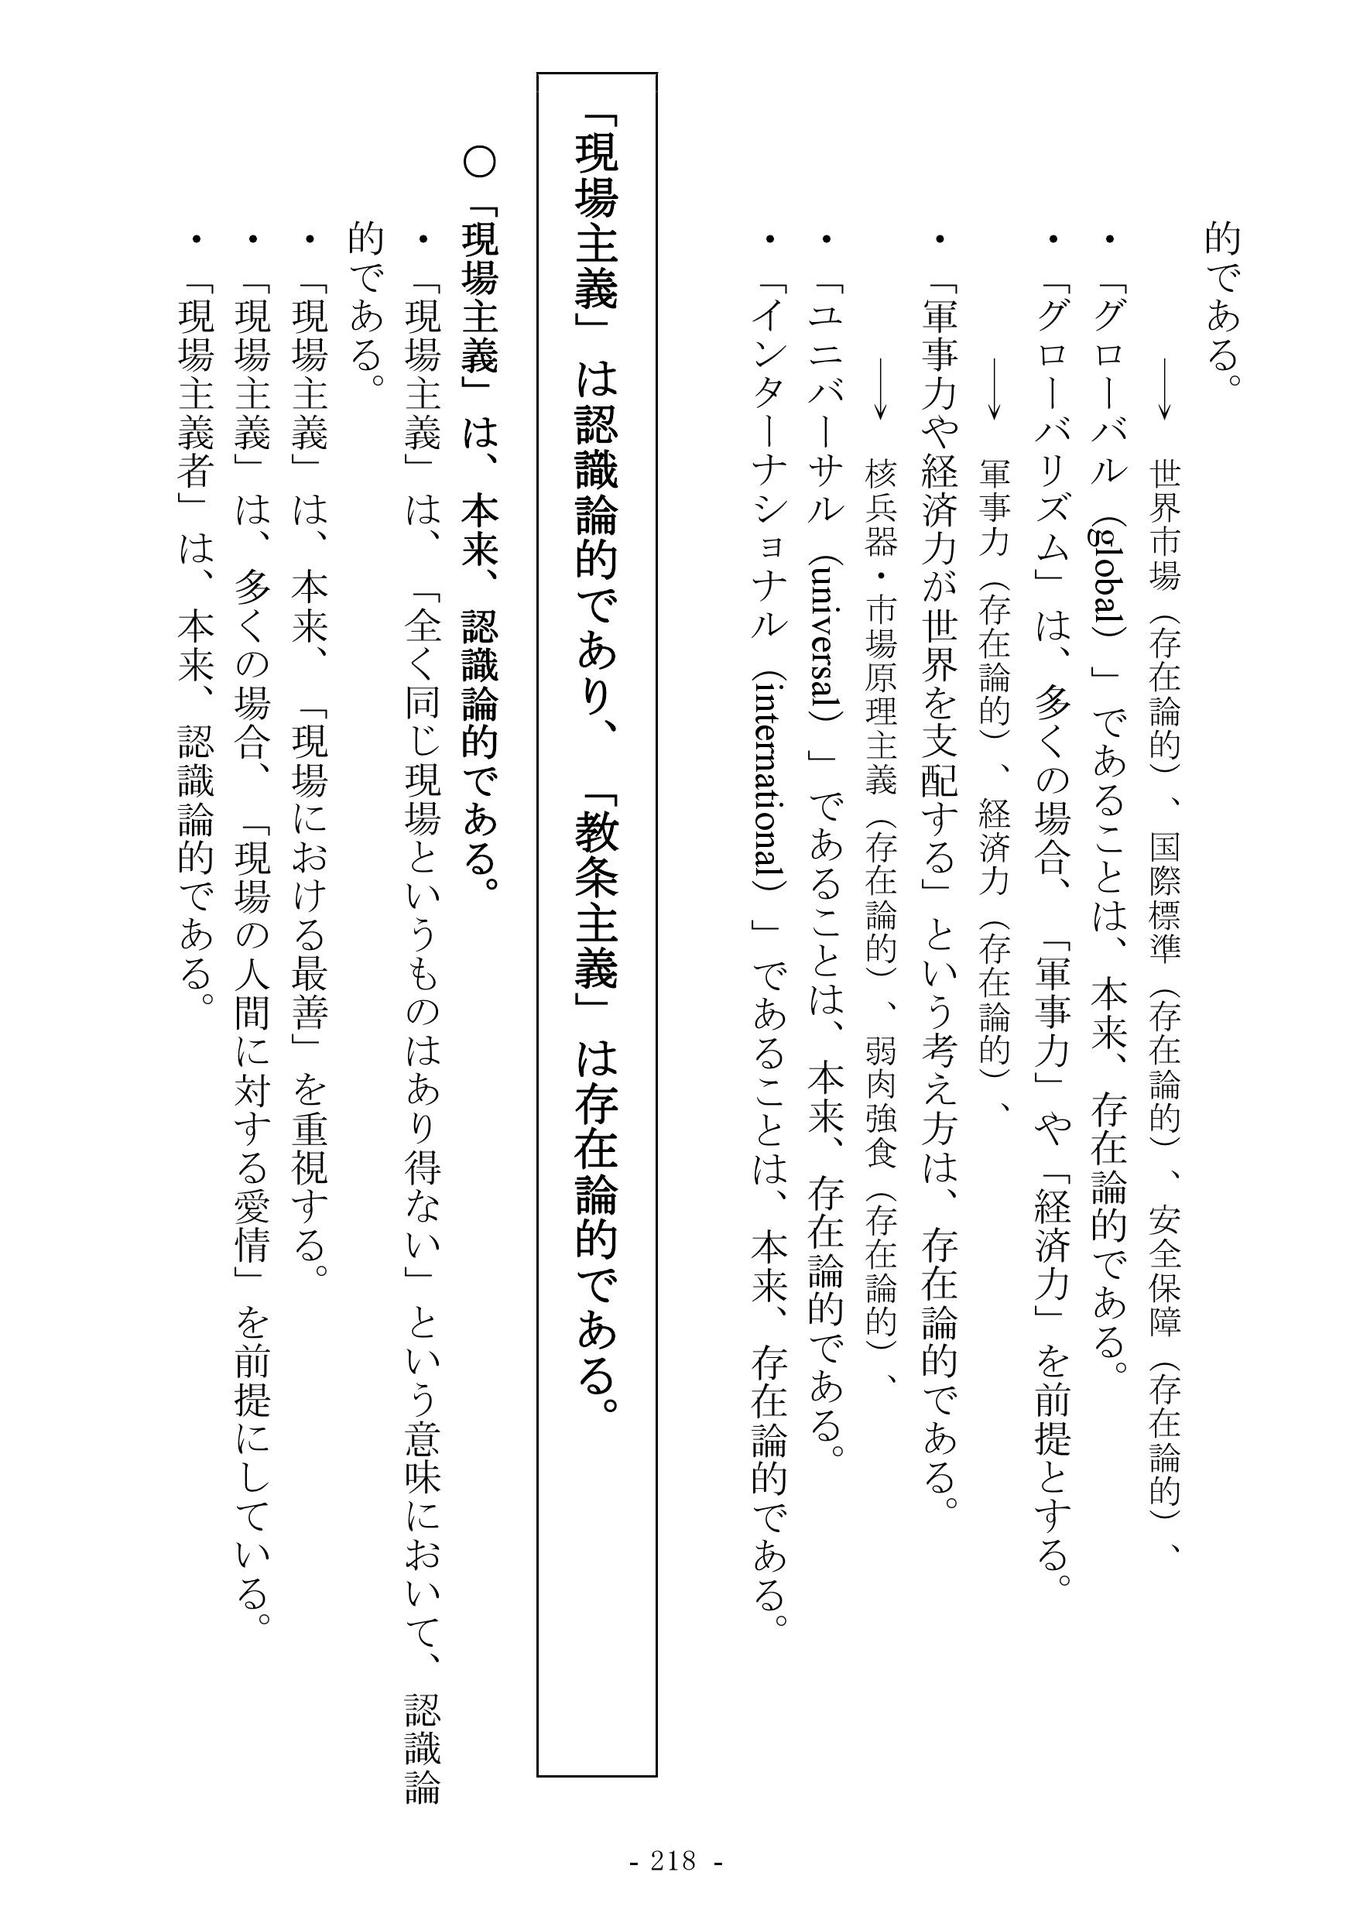 的である。
→ 世界市場（存在論的）、国際標準（存在論的）、安全保障（存在論的）、
・「グローバル（global）」であることは、本来、存在論的である。
・「グローバリズム」は、多くの場合、「軍事力」や「経済力」を前提とする。
→ 軍事力（存在論的）、経済力（存在論的）、
・「軍事力や経済力が世界を支配する」という考え方は、存在論的である。
→ 核兵器・市場原理主義（存在論的）、弱肉強食（存在論的）、
・「ユニバーサル（universal）」であることは、本来、存在論的である。
・「インターナショナル（international）」であることは、本来、存在論的である。
「現場主義」は認識論的であり、「教条主義」は存在論的である。
○「現場主義」は、本来、認識論的である。
・「現場主義」は、「全く同じ現場というものはあり得ない」という意味において、認識論
的である。
・「現場主義」は、本来、「現場における最善」を重視する。
・「現場主義」は、多くの場合、「現場の人間に対する愛情」を前提にしている。
・「現場主義者」は、本来、認識論的である。
- 218 -